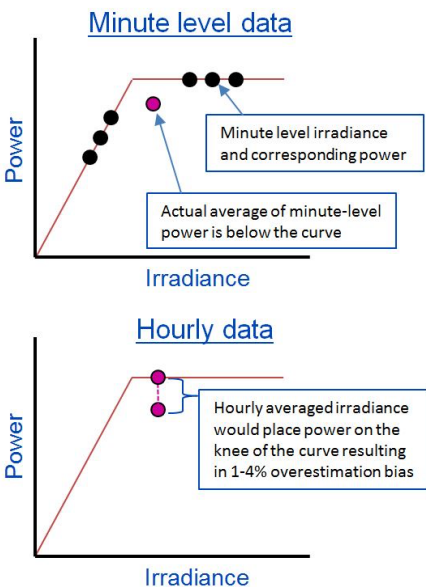 Minute level data
Power
Minute level irradiance
and corresponding power
Actual average of minute-level
power is below the curve
Irradiance
Hourly data
Power
Hourly averaged irradiance
would place power on the
knee of the curve resulting
in 1-4% overestimation bias
Irradiance